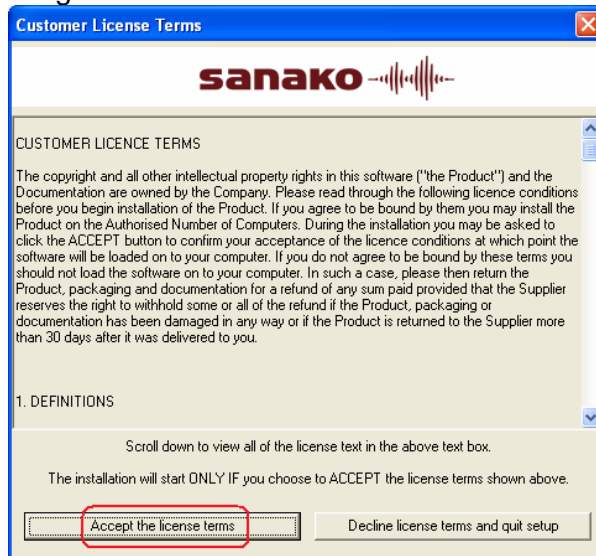 Customer License Terms
sanako
CUSTOMER LICENCE TERMS
The copyright and all other intellectual property rights in this software ("the Product") and the
Documentation are owned by the Company. Please read through the following licence conditions
before you begin installation of the Product. If you agree to be bound by them you may install the
Product on the Authorised Number of Computers. During the installation you may be asked to
click the ACCEPT button to confirm your acceptance of the licence conditions at which point the
software will be loaded on to your computer. If you do not agree to be bound by these terms you
should not load the software on to your computer. In such a case, please then return the
Product, packaging and documentation for a refund of any sum paid provided that the Supplier
reserves the right to withhold some or all of the refund if the Product, packaging or
documentation has been damaged in any way or if the Product is returned to the Supplier more
than 30 days after it was delivered to you.
1. DEFINITIONS
Scroll down to view all of the license text in the above text box.
The installation will start ONLY IF you choose to ACCEPT the license terms shown above.
Accept the license terms
Decline license terms and quit setup